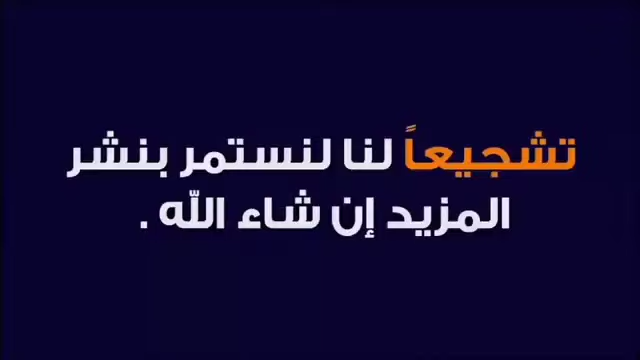 تشجيعاً لنا لنستمر بنشر
المزيد إن شاء الله .